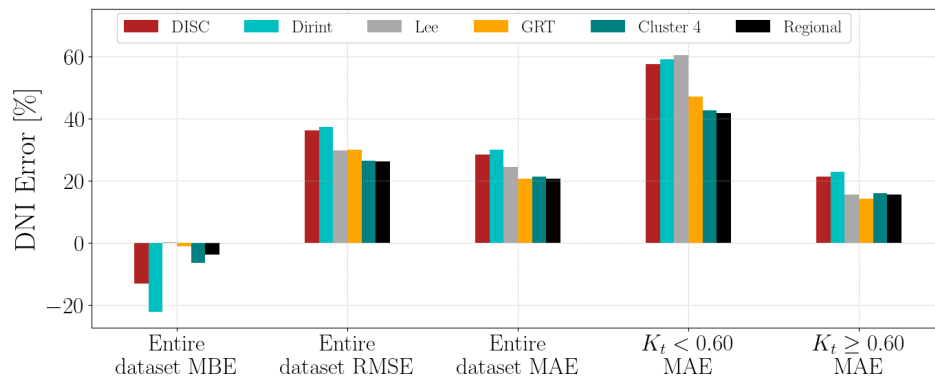 DISC Dirint Lee GRT Cluster 4 Regional
DNI Error [%]
60
40
20
0
−20
Entire dataset MBE
Entire dataset RMSE
Entire dataset MAE
K_t < 0.60 MAE
K_t ≥ 0.60 MAE